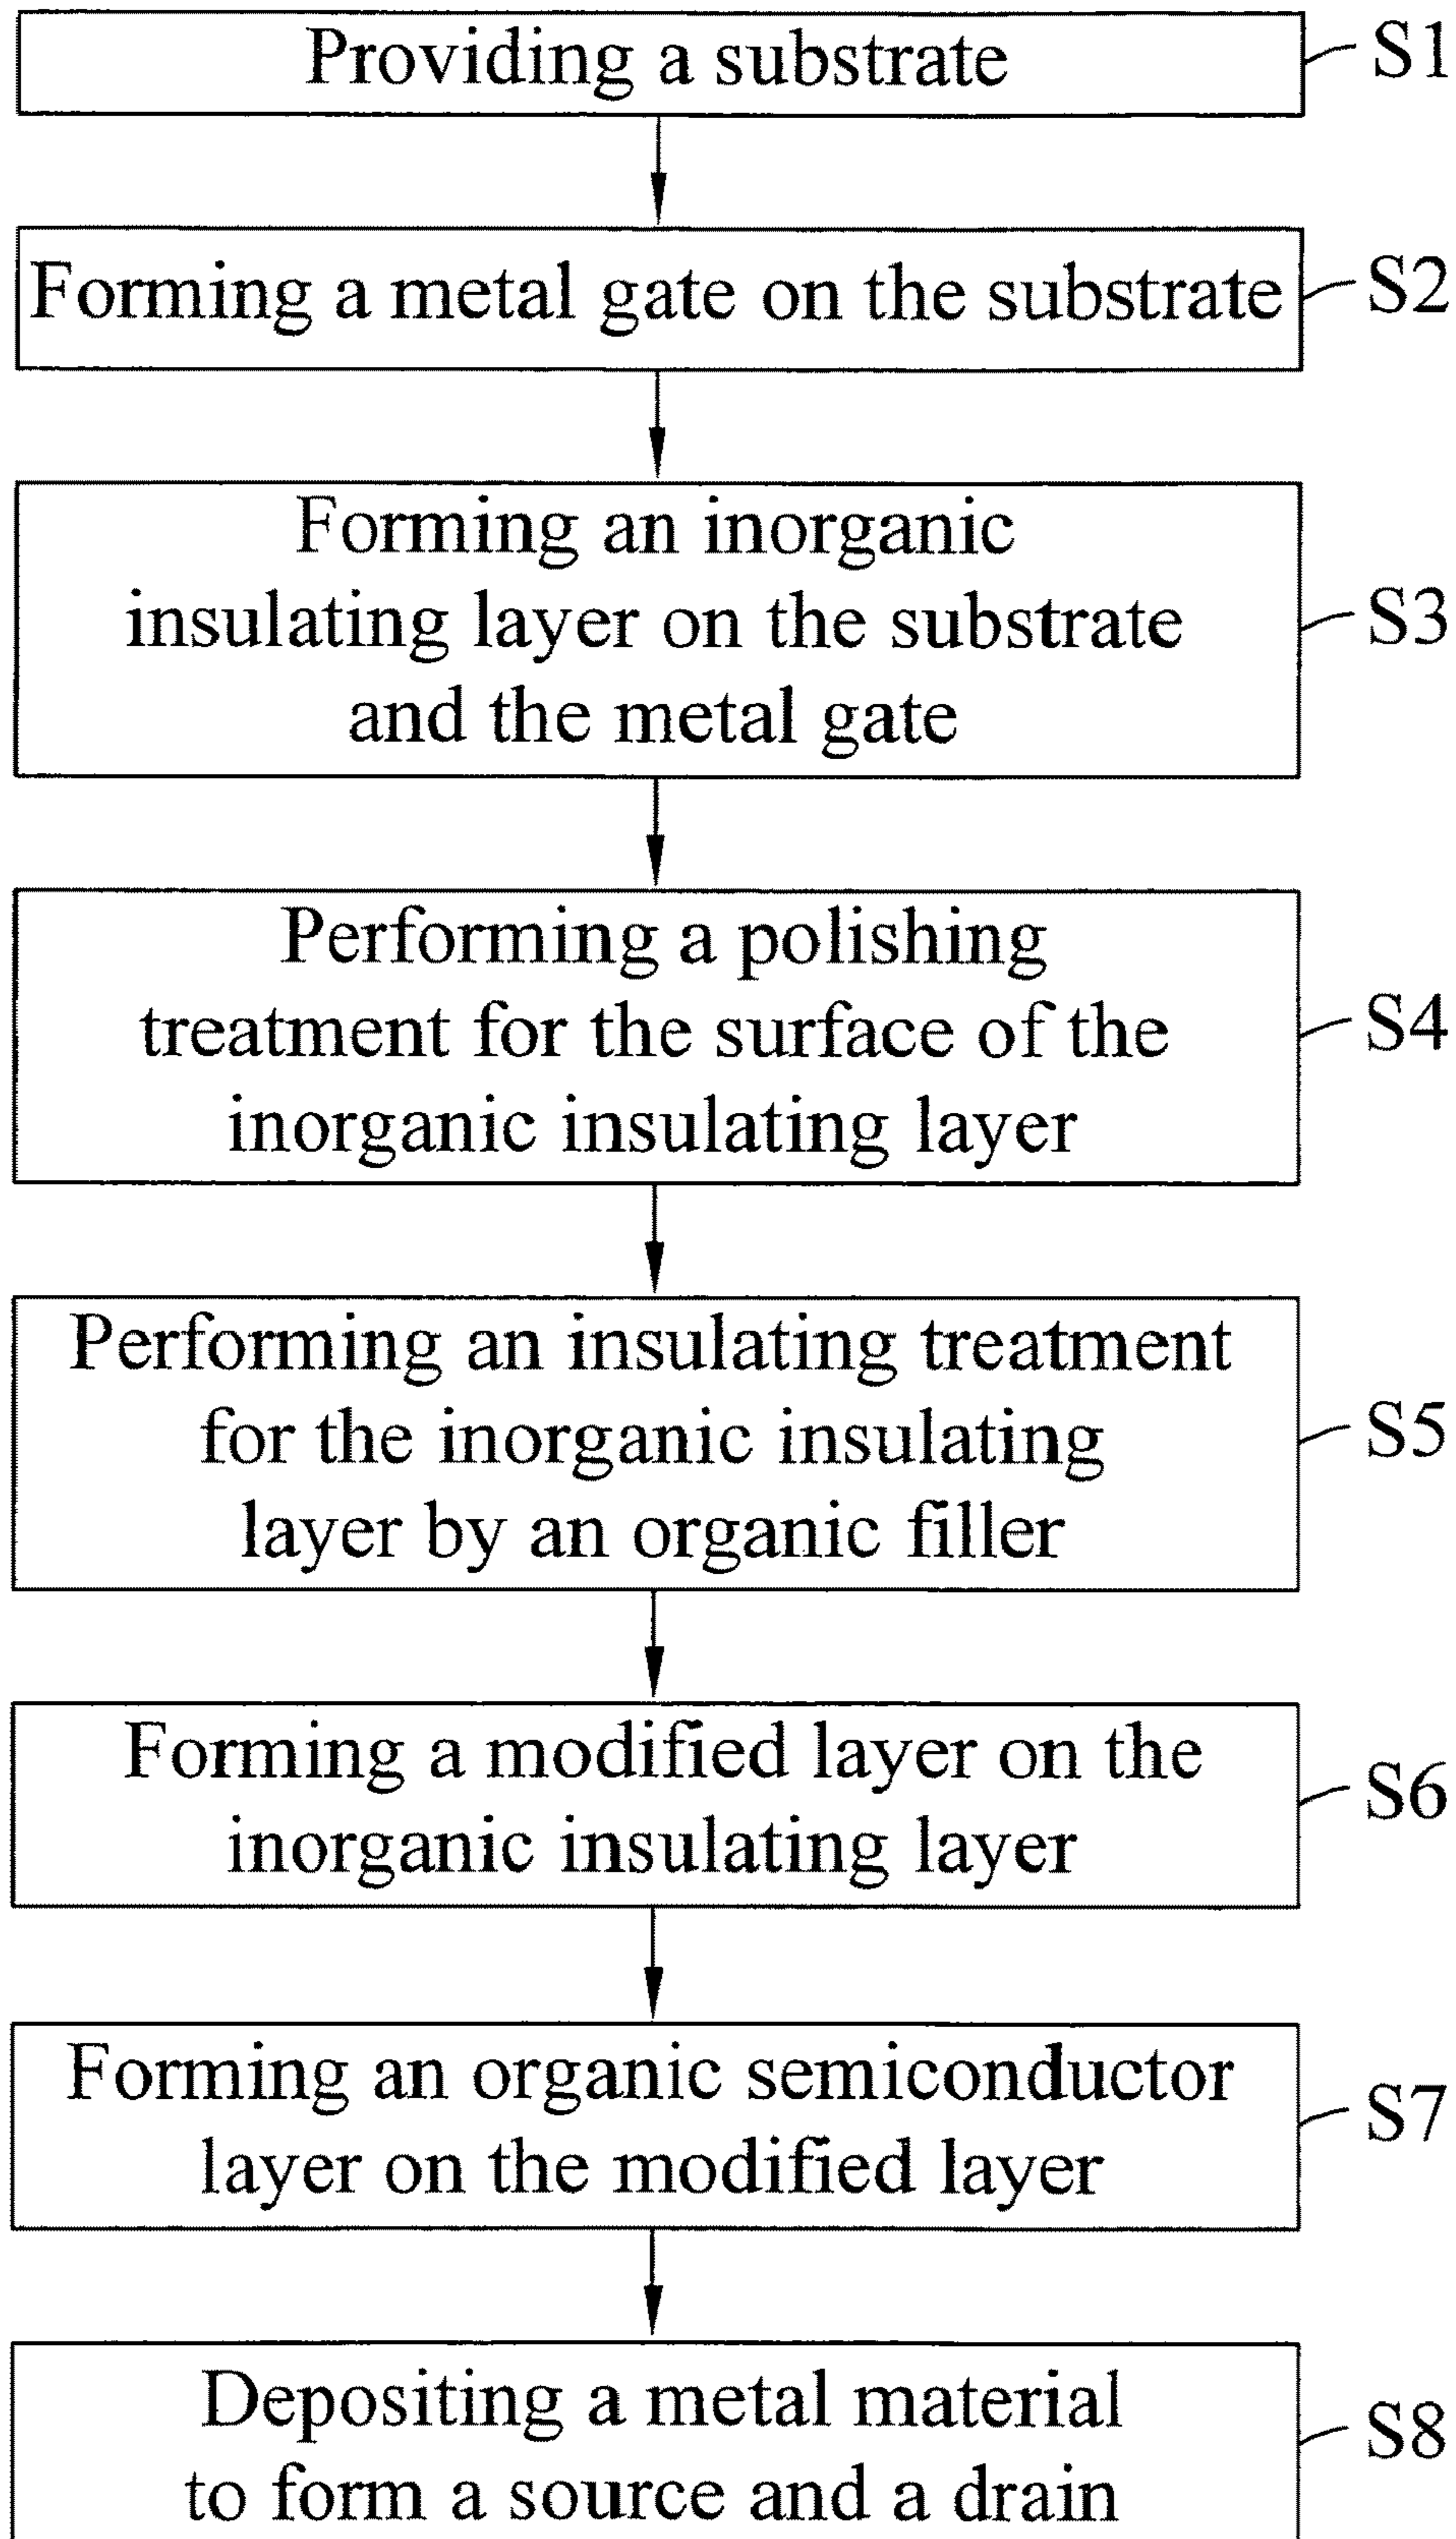 Providing a substrate
S1
Forming a metal gate on the substrate
S2
Forming an inorganic
insulating layer on the substrate
and the metal gate
S3
Performing a polishing
treatment for the surface of the
inorganic insulating layer
S4
Performing an insulating treatment
for the inorganic insulating
layer by an organic filler
S5
Forming a modified layer on the
inorganic insulating layer
S6
Forming an organic semiconductor
layer on the modified layer
S7
Depositing a metal material
to form a source and a drain
S8